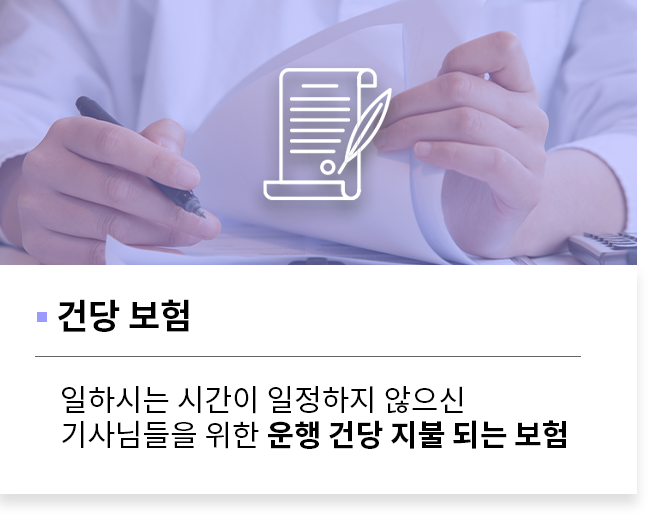 건당 보험
일하시는 시간이 일정하지 않으신
기사님들을 위한 운행 건당 지불 되는 보험